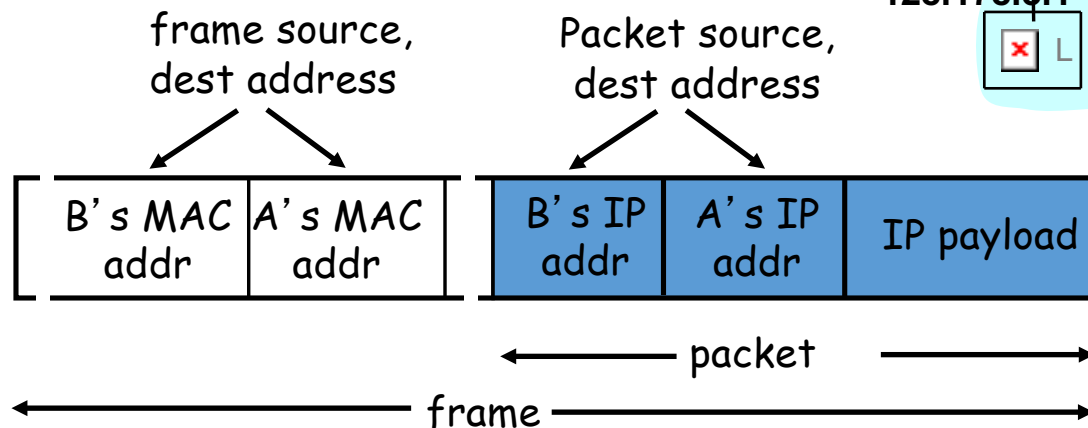 frame source,
dest address
Packet source,
dest address
L
B’s MAC
addr
A’s MAC
addr
B’s IP
addr
A’s IP
addr
IP payload
packet
frame